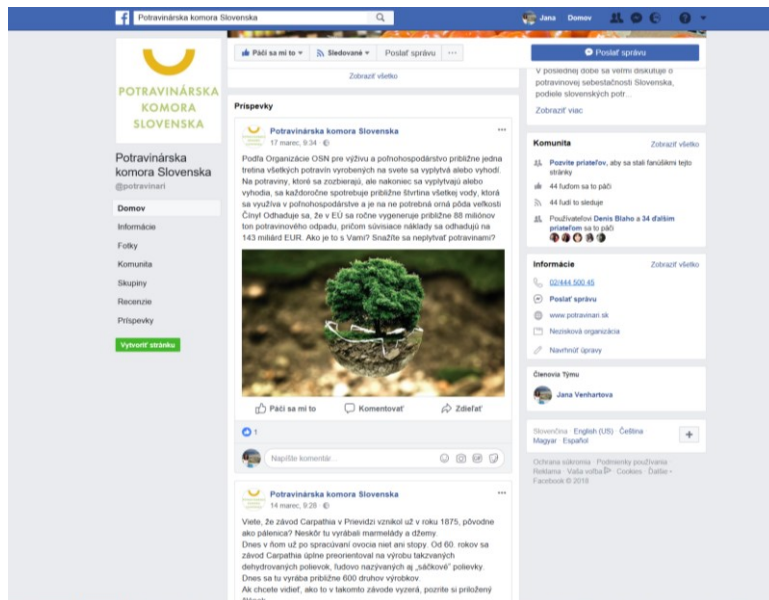 Potravinárska komora Slovenska
Jana Domov
Páči sa mi to Sledované Poslať správu ...
Poslať správu
POTRAVINÁRSKA
KOMORA
SLOVENSKA
Potravinárska
komora Slovenska
@potravinari
Domov
Informácie
Fotky
Komunita
Skupiny
Recenzie
Príspevky
Vytvoriť stránku
Zobraziť všetko
Príspevky
Potravinárska komora Slovenska
17 marec, 9:34
Podľa Organizácie OSN pre výživu a poľnohospodárstvo približne jedna
tretina všetkých potravín vyrobených na svete sa vyplytvá alebo vyhodí.
Na potraviny, ktoré sa zozbierajú, ale nakoniec sa vyplytvajú alebo
vyhodia, sa každoročne spotrebuje približne štvrtina všetkej vody, ktorá
sa využíva v poľnohospodárstve a je na ne potrebná orná pôda veľkosti
Číny! Odhaduje sa, že v EÚ sa ročne vygeneruje približne 88 miliónov
ton potravinového odpadu, pričom súvisiace náklady sa odhadujú na
143 miliárd EUR. Ako je to s Vami? Snažíte sa neplytvať potravinami?
Páči sa mi to Komentovať Zdieľať
1
Napíšte komentár...
Potravinárska komora Slovenska
14 marec, 9:28
Viete, že závod Carpathia v Prievidzi vznikol už v roku 1875, pôvodne
ako pálenica? Neskôr tu vyrábali marmelády a džemy.
Dnes v ňom už po spracúvaní ovocia niet ani stopy. Od 60. rokov sa
závod Carpathia úplne preorientoval na výrobu takzvaných
dehydrovaných polievok, ľudovo nazývaných aj „sáčkové" polievky.
Dnes sa tu vyrába približne 600 druhov výrobkov.
Ak chcete vidieť, ako to v takomto závode vyzerá, pozrite si priložený
V poslednej dobe sa veľmi diskutuje o
potravinovej sebestačnosti Slovenska,
podiele slovenských potr...
Zobraziť viac
Komunita Zobraziť všetko
Pozvite priateľov, aby sa stali fanúšikmi tejto
stránky
44 ľuďom sa to páči
44 ľudí to sleduje
Používateľovi Denis Blaho a 34 ďalším
priateľom sa to páči
Informácie Zobraziť všetko
02/444 500 45
Poslať správu
www.potravinari.sk
Nezisková organizácia
Navrhnúť úpravy
Členovia Tímu
Jana Venhartova
Slovenčina · English (US) · Čeština ·
Magyar · Español
Ochrana súkromia · Podmienky používania ·
Reklama · Vaša voľba · Cookies · Ďalšie
Facebook © 2018